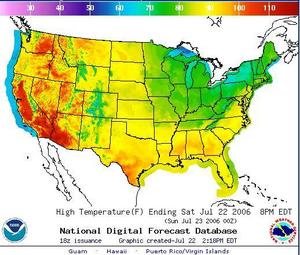 30 40 50 60 70 80 90 100 110
High Temperature(F) Ending Sat Jul 22 2006 8PM EDT
(Sun Jul 23 2006 00Z)
National Digital Forecast Database
18z issuance Graphic created-Jul 22 2:18PM EDT
Guam Hawaii Puerto Rico/Virgin Islands